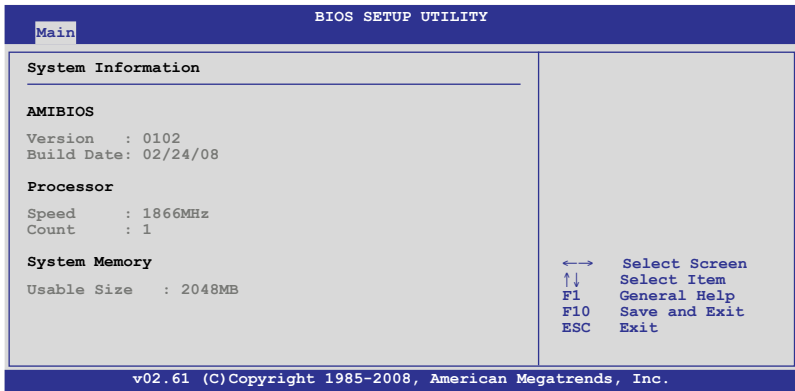 BIOS SETUP UTILITY
Main
System Information
AMIBIOS
Version : 0102
Build Date: 02/24/08
Processor
Speed : 1866MHz
Count : 1
System Memory
Usable Size : 2048MB
←→ Select Screen
↑↓ Select Item
F1 General Help
F10 Save and Exit
ESC Exit
v02.61 (C)Copyright 1985-2008, American Megatrends, Inc.